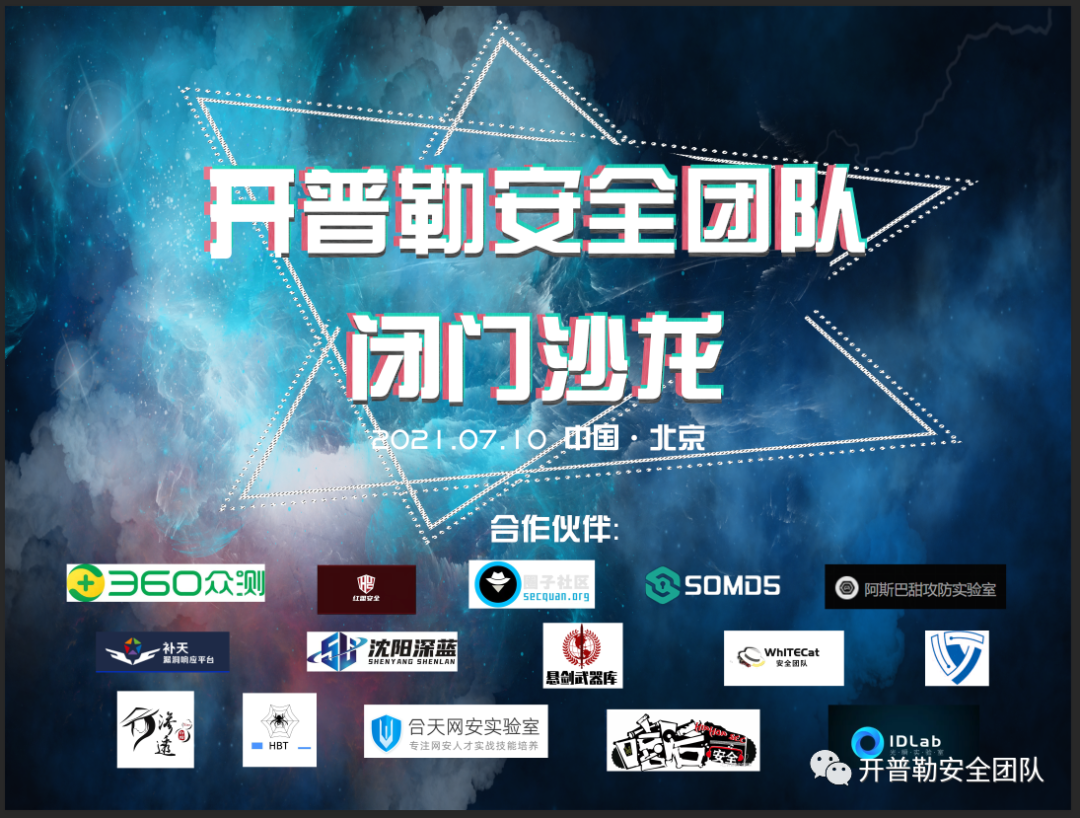 开普勒安全团队
闭门沙龙
2021.07.10 中国·北京
合作伙伴:
360众测
红盟安全
圈子社区
secquan.org
SOMD5
阿斯巴甜攻防实验室
补天
漏洞响应平台
沈阳深蓝
SHENYANG SHENLAN
悬剑武器库
WhITECat
安全团队
HBT
合天网安实验室
专注网安人才实战技能培养
安全
IDLab
开普勒安全团队